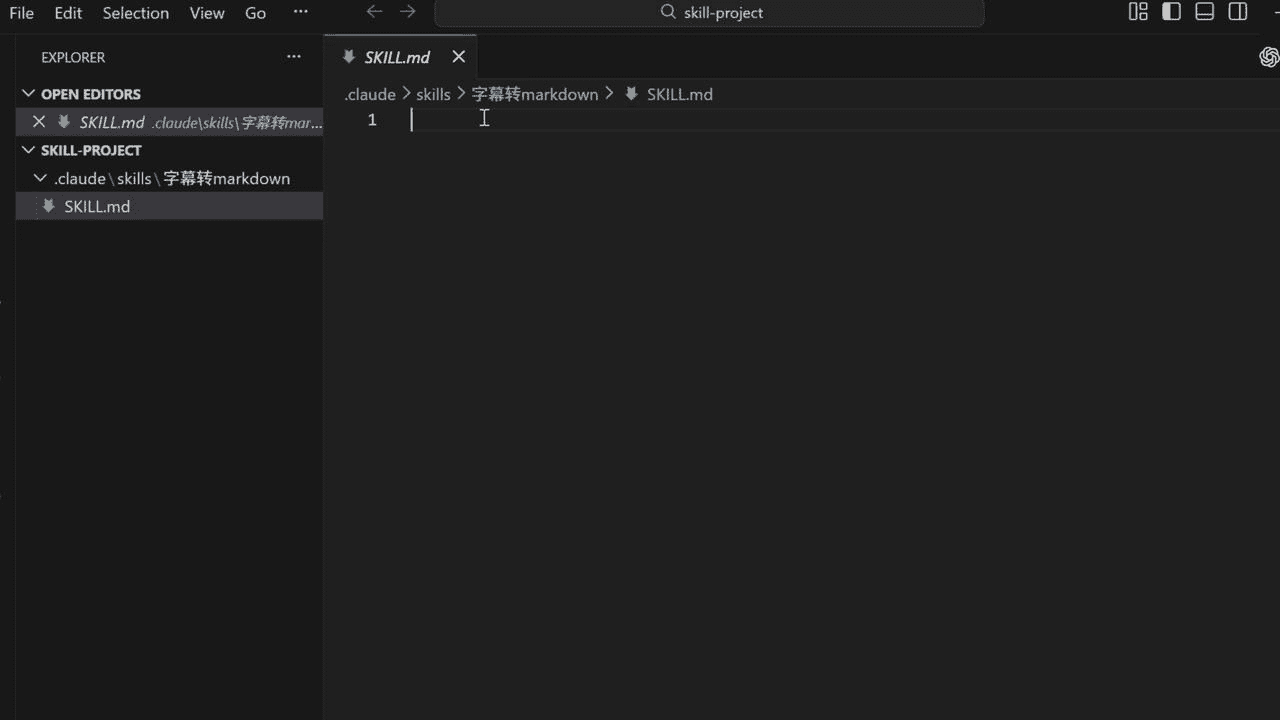 File Edit Selection View Go ··· skill-project
EXPLORER ···
SKILL.md
OPEN EDITORS
.claude > skills > 字幕转markdown > SKILL.md
SKILL.md .claude\skills\字幕转mar...
1
SKILL-PROJECT
.claude\skills\字幕转markdown
SKILL.md